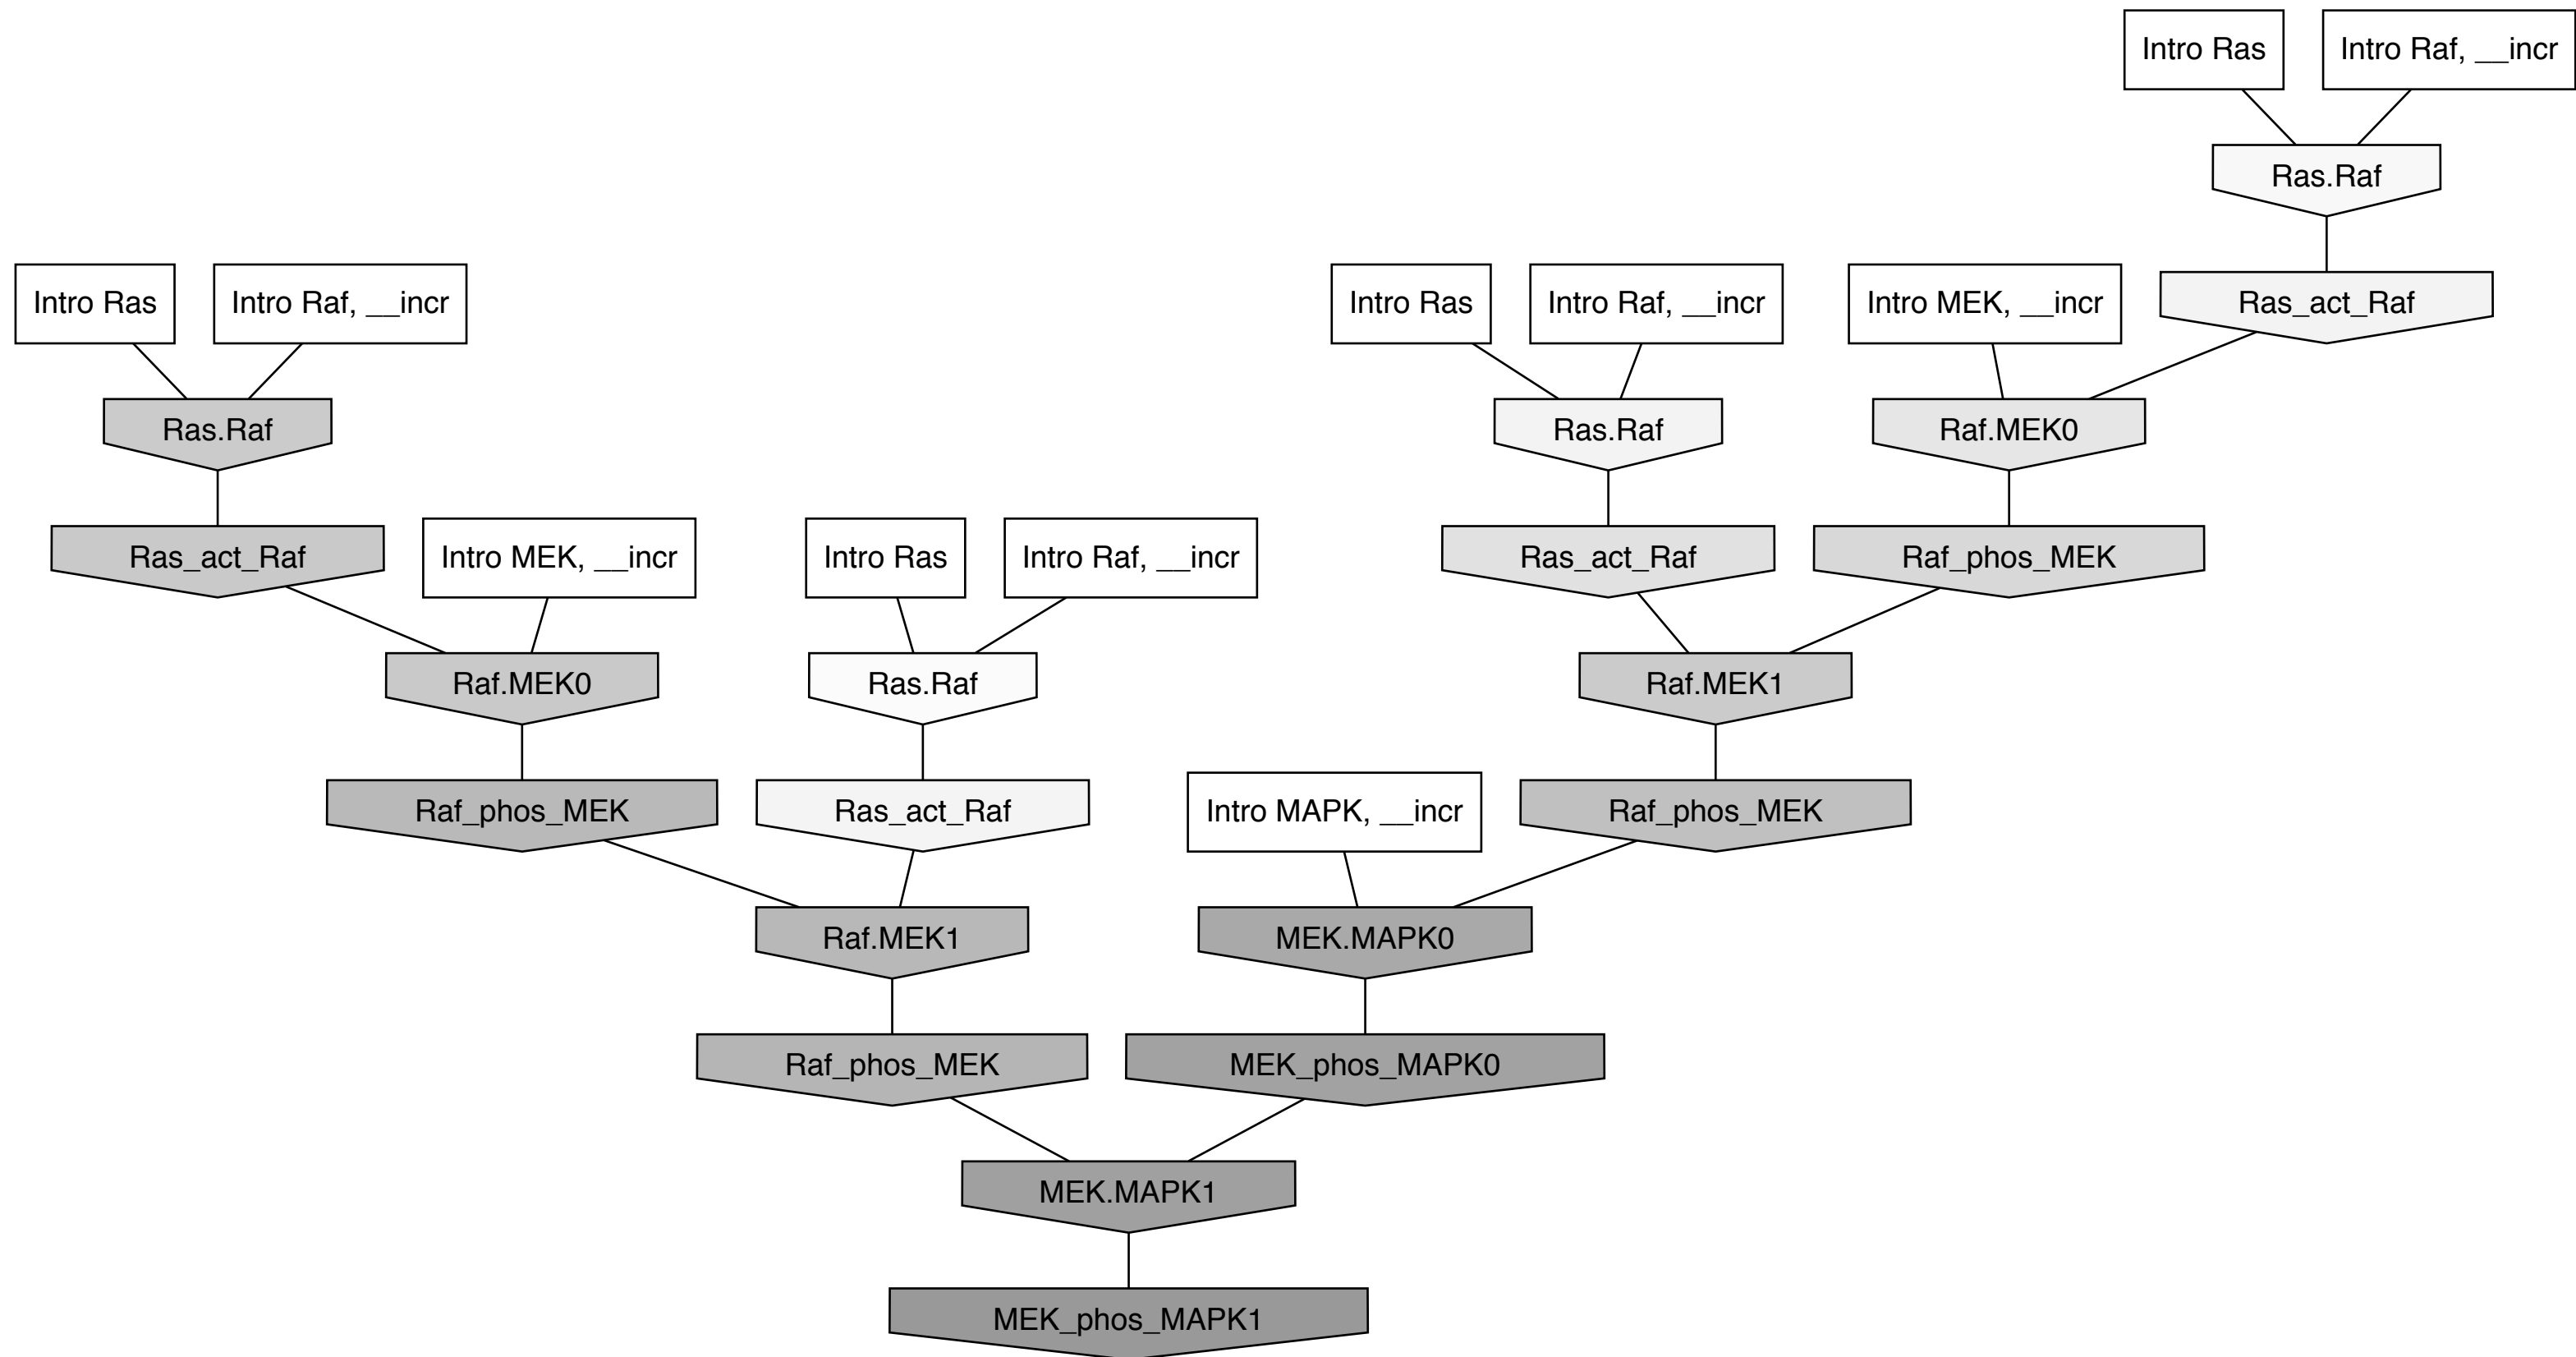 Intro Ras
Intro Raf, __incr
Ras.Raf
Intro Ras
Intro Raf, __incr
Intro Ras
Intro Raf, __incr
Intro MEK, __incr
Ras_act_Raf
Ras.Raf
Ras.Raf
Raf.MEK0
Ras_act_Raf
Intro MEK, __incr
Intro Ras
Intro Raf, __incr
Ras_act_Raf
Raf_phos_MEK
Raf.MEK0
Ras.Raf
Raf.MEK1
Raf_phos_MEK
Ras_act_Raf
Intro MAPK, __incr
Raf_phos_MEK
Raf.MEK1
MEK.MAPK0
Raf_phos_MEK
MEK_phos_MAPK0
MEK.MAPK1
MEK_phos_MAPK1